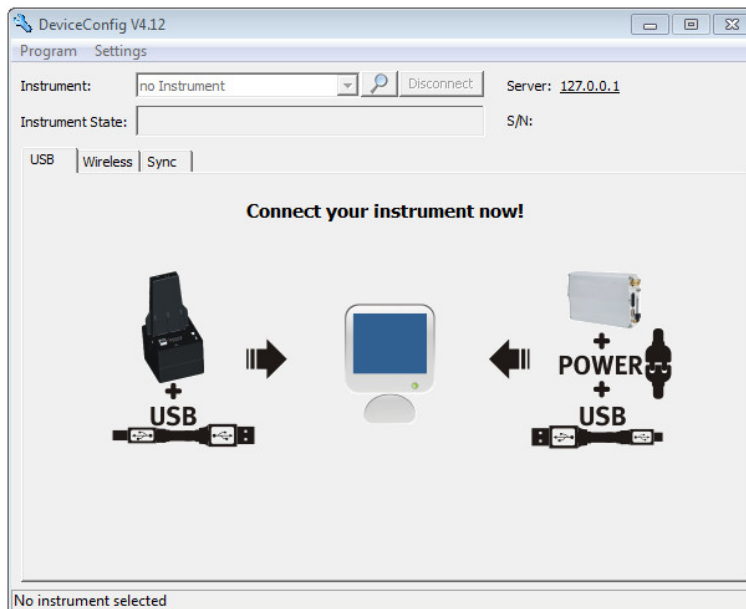 DeviceConfig V4.12
Program Settings
Instrument: no Instrument Disconnect Server: 127.0.0.1
Instrument State: S/N:
USB Wireless Sync
Connect your instrument now!
+
POWER
+ +
USB USB
No instrument selected